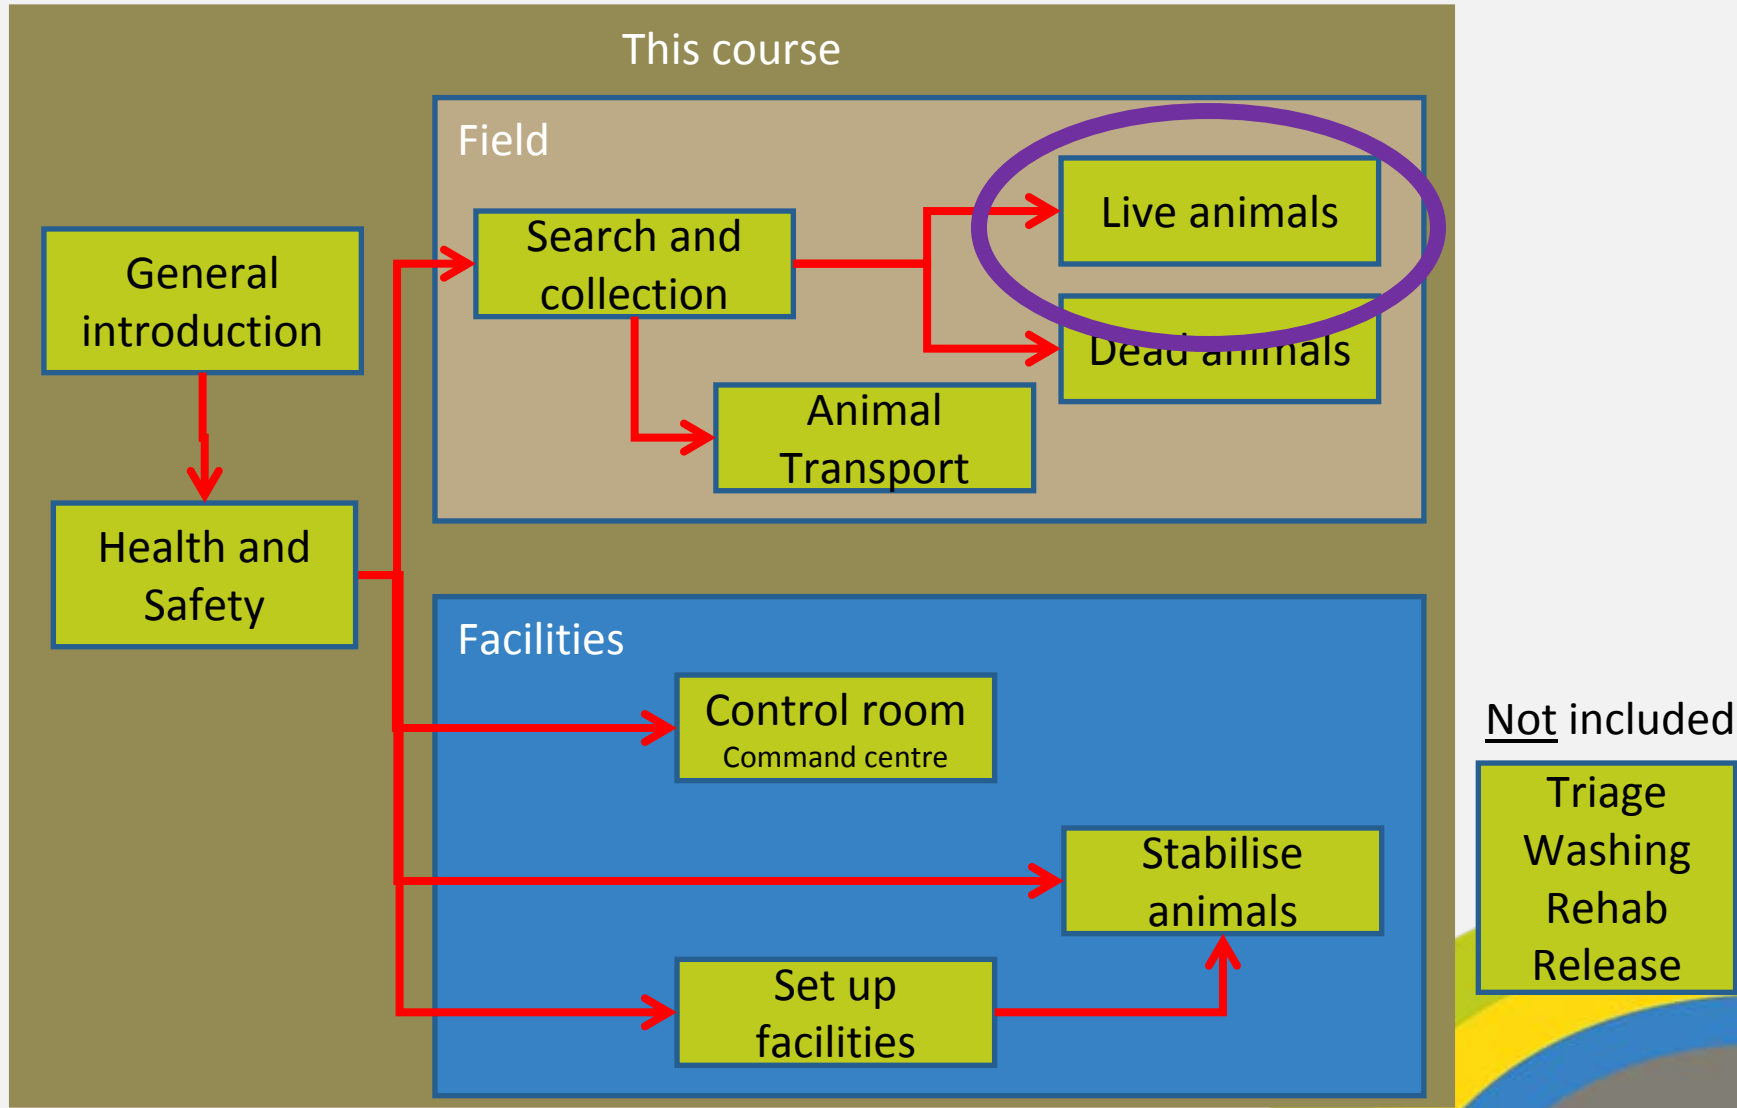 This course
Field
Live animals
Search and
collection
General
introduction
Dead animals
Animal
Transport
Health and
Safety
Facilities
Control room
Command centre
Not included
Triage
Washing
Rehab
Release
Stabilise
animals
Set up
facilities